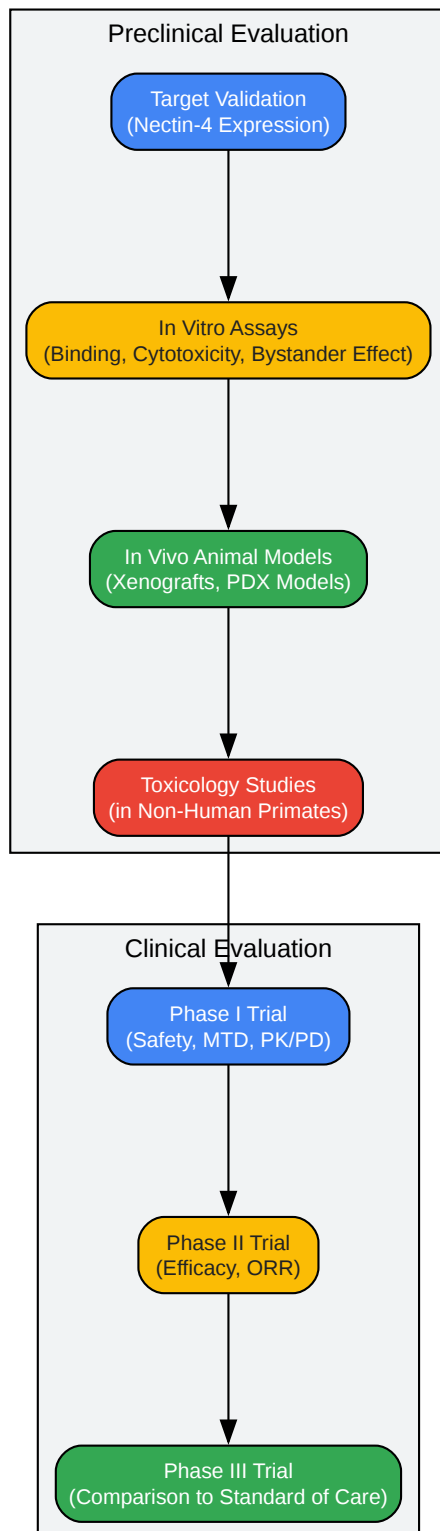 Preclinical Evaluation
Target Validation
(Nectin-4 Expression)
In Vitro Assays
(Binding, Cytotoxicity, Bystander Effect)
In Vivo Animal Models
(Xenografts, PDX Models)
Toxicology Studies
(in Non-Human Primates)
Clinical Evaluation
Phase I Trial
(Safety, MTD, PK/PD)
Phase II Trial
(Efficacy, ORR)
Phase III Trial
(Comparison to Standard of Care)